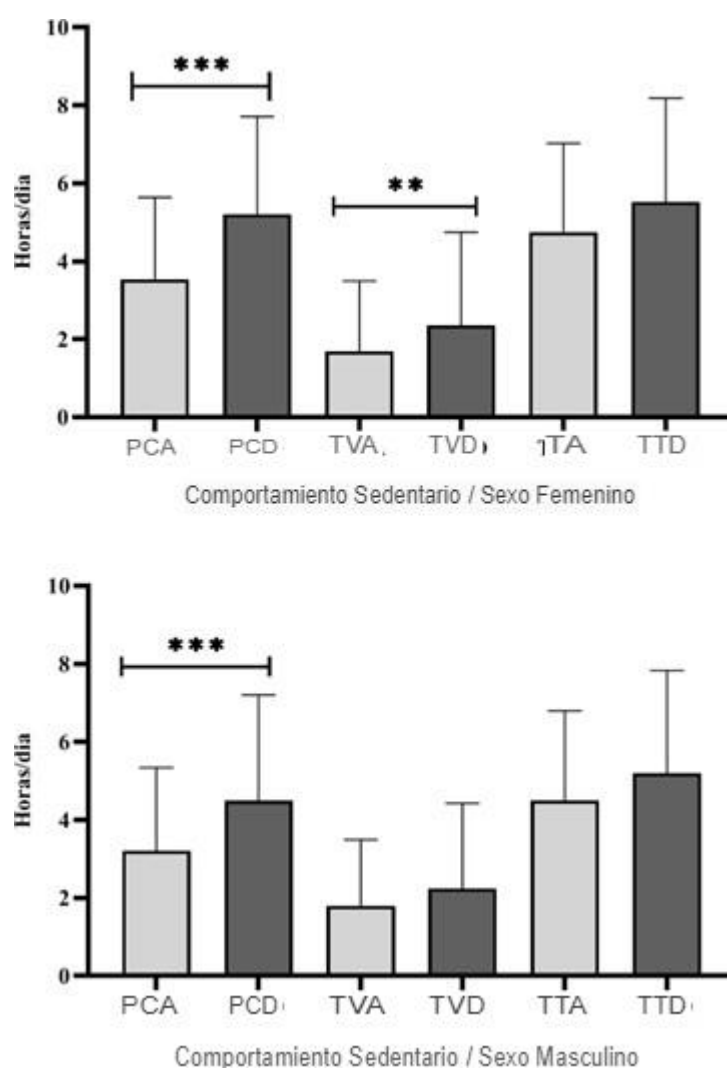 10
***
8
**
6
Horas/dia
4
2
0
PCA PCD TVA TVD TTA TTD
Comportamiento Sedentario / Sexo Femenino
10
***
8
6
Horas/dia
4
2
0
PCA PCD TVA TVD TTA TTD
Comportamiento Sedentario / Sexo Masculino